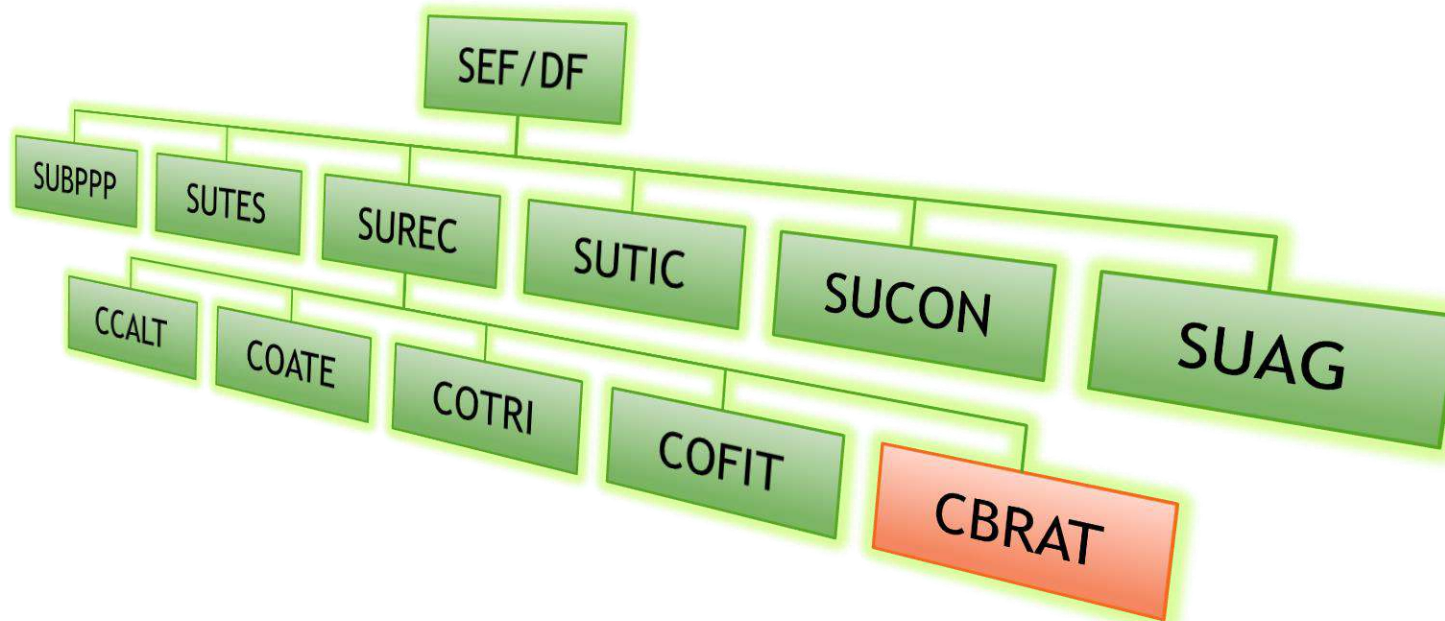 SEF/DF
SUBPPP
SUTES
SUREC
SUTIC
SUCON
SUAG
CCALT
COATE
COTRI
COFIT
CBRAT